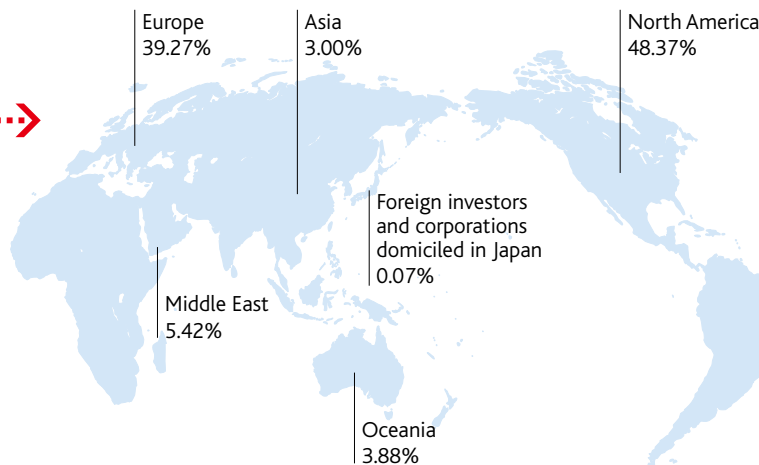 Europe
39.27%
Asia
3.00%
North America
48.37%
Foreign investors
and corporations
domiciled in Japan
0.07%
Middle East
5.42%
Oceania
3.88%